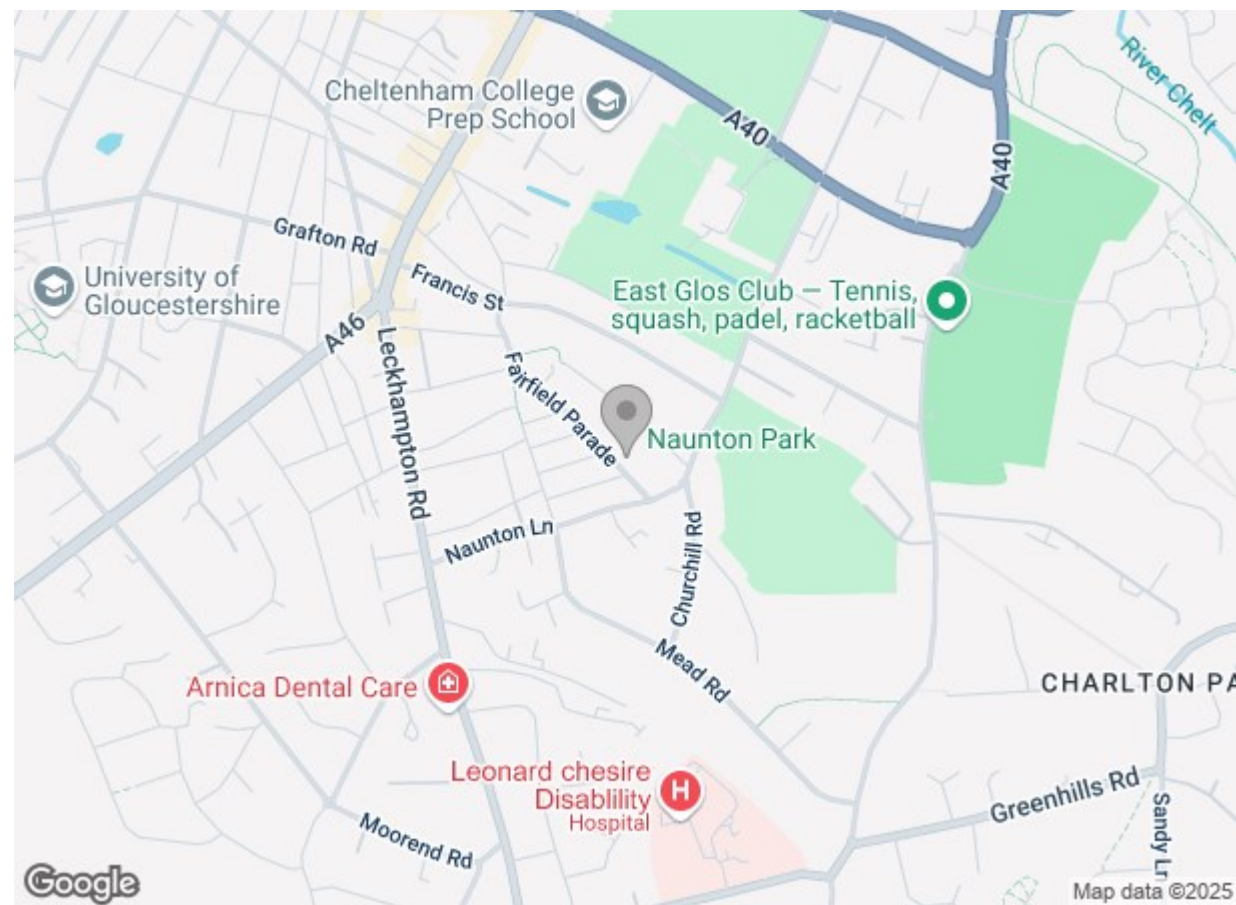 River Chelt
Cheltenham College
Prep School
A40
A40
Grafton Rd
Francis St
University of
Gloucestershire
East Glos Club — Tennis,
squash, padel, racketball
A46
Leckhampton Rd
Fairfield Parade
Naunton Park
Naunton Ln
Churchill Rd
Mead Rd
Arnica Dental Care
CHARLTON PA
Leonard chesire
Disablility
Hospital
H
Greenhills Rd
Sandy Ln
Moorend Rd
Google
Map data ©2025